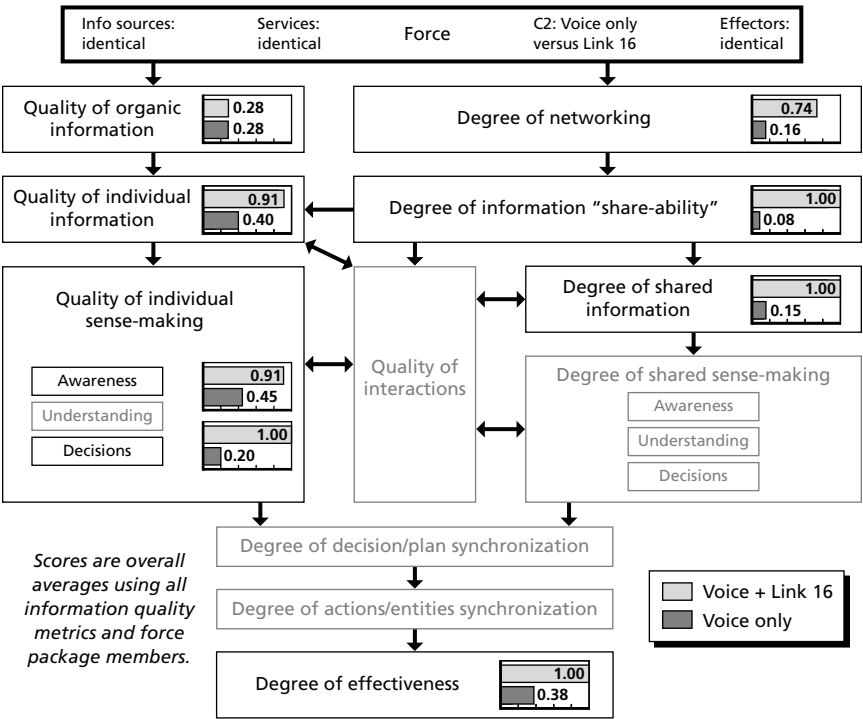 Info sources:
identical
Services:
identical
Force
C2: Voice only
versus Link 16
Effectors:
identical
Quality of organic
information
0.28
0.28
Degree of networking
0.74
0.16
Quality of individual
information
0.91
0.40
Degree of information “share-ability”
1.00
0.08
Quality of individual
sense-making
Awareness
Understanding
Decisions
0.91
0.45
1.00
0.20
Quality of
interactions
Degree of shared
information
1.00
0.15
Degree of shared sense-making
Awareness
Understanding
Decisions
Degree of decision/plan synchronization
Degree of actions/entities synchronization
Degree of effectiveness
1.00
0.38
Scores are overall
averages using all
information quality
metrics and force
package members.
Voice + Link 16
Voice only